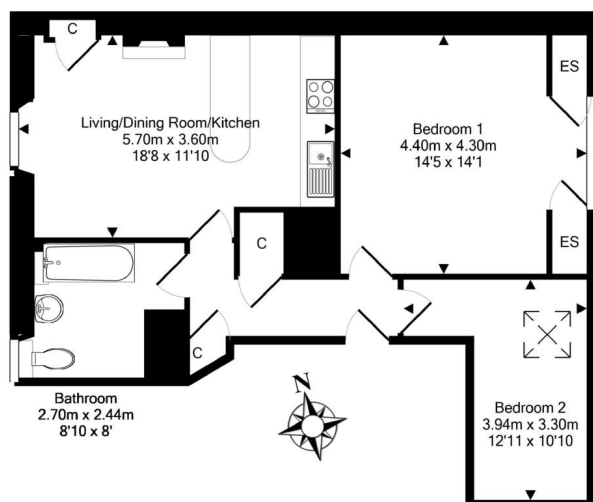 C
Living/Dining Room/Kitchen
5.70m x 3.60m
18'8 x 11'10
Bedroom 1
4.40m x 4.30m
14'5 x 14'1
ES
ES
C
C
Bathroom
2.70m x 2.44m
8'10 x 8'
N
Bedroom 2
3.94m x 3.30m
12'11 x 10'10